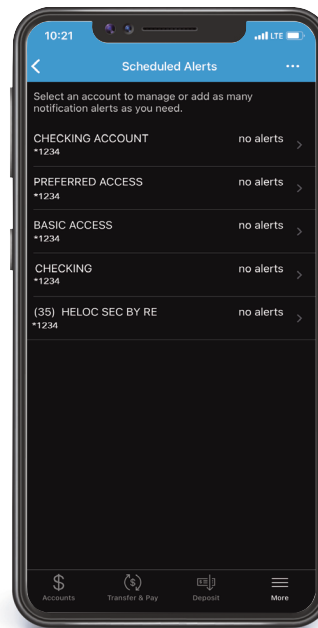 10:21
LTE
Scheduled Alerts
Select an account to manage or add as many
notification alerts as you need.
CHECKING ACCOUNT no alerts
*1234
PREFERRED ACCESS no alerts
*1234
BASIC ACCESS no alerts
*1234
CHECKING no alerts
*1234
(35) HELOC SEC BY RE no alerts
*1234
Accounts Transfer & Pay Deposit More